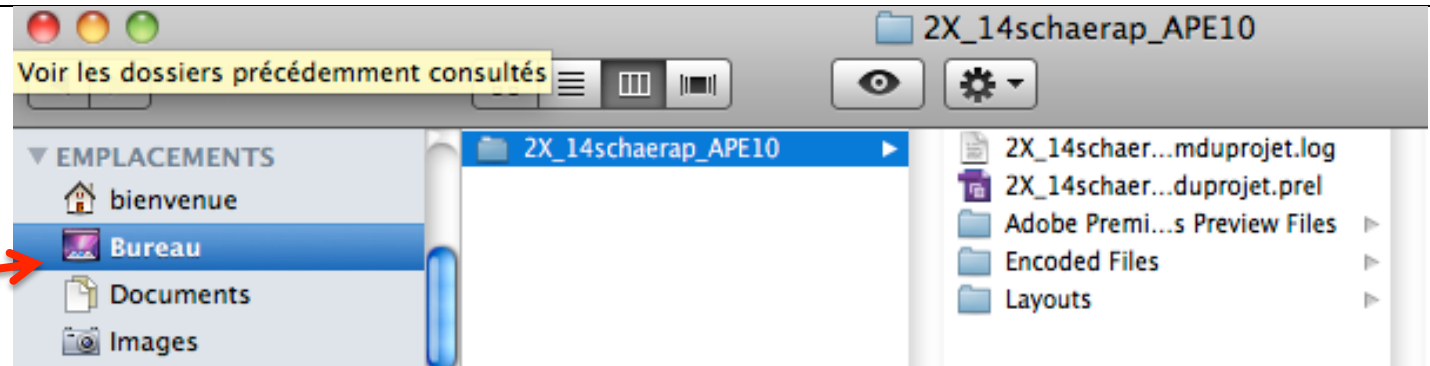 2X_14schaerap_APE10
Voir les dossiers précédemment consultés
EMPLACEMENTS
bienvenue
Bureau
Documents
Images
2X_14schaerap_APE10
2X_14schaer...mduprojet.log
2X_14schaer...duprojet.prel
Adobe Premi...s Preview Files
Encoded Files
Layouts